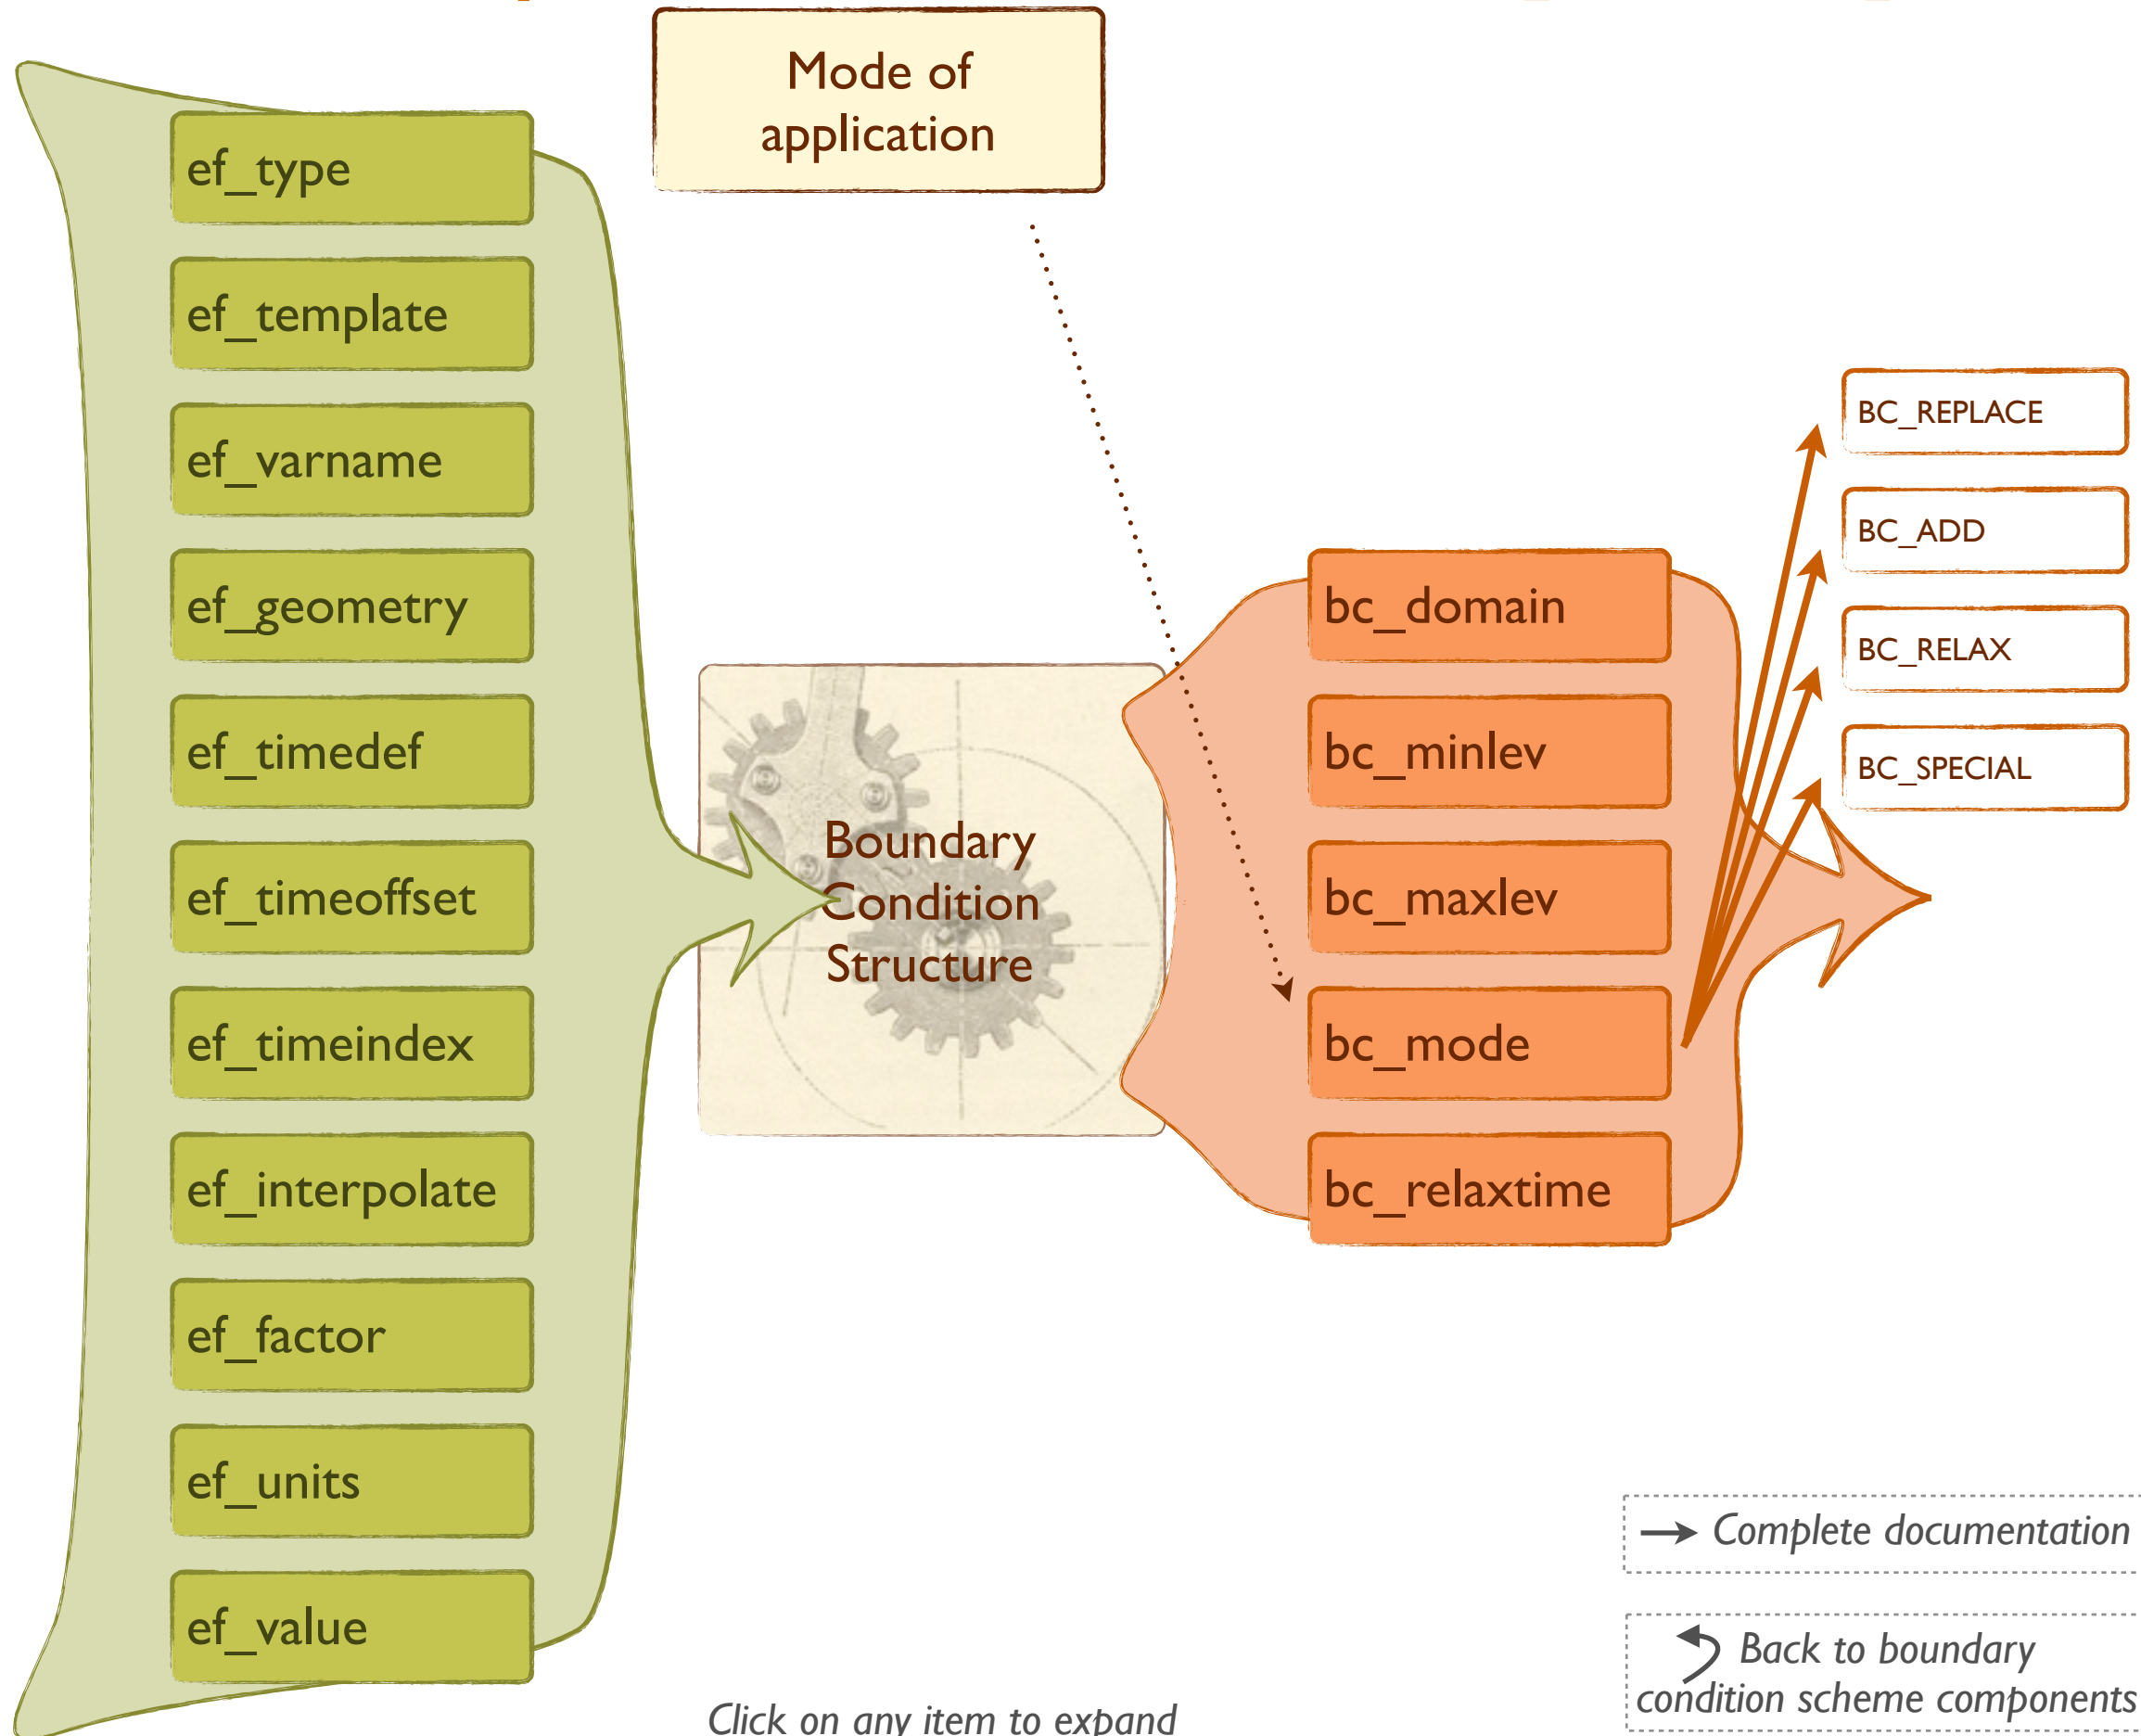 Mode of
application
ef_type
ef_template
ef_varname
ef_geometry
ef_timedef
ef_timeoffset
ef_timeindex
ef_interpolate
ef_factor
ef_units
ef_value
Boundary
Condition
Structure
bc_domain
bc_minlev
bc_maxlev
bc_mode
bc_relaxtime
BC_REPLACE
BC_ADD
BC_RELAX
BC_SPECIAL
Complete documentation
Back to boundary
condition scheme components
Click on any item to expand